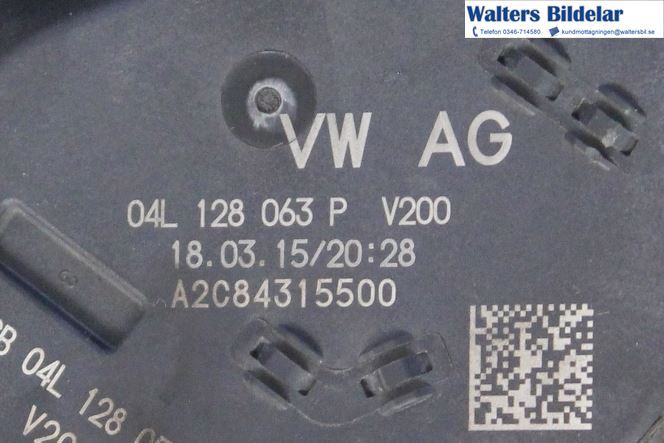 Walters Bildelar
Telefon 0346-714580 kundmottagningen@waltersbil.se
VW AG
04L 128 063 P V200
18.03.15/20:28
A2C84315500
04L 128